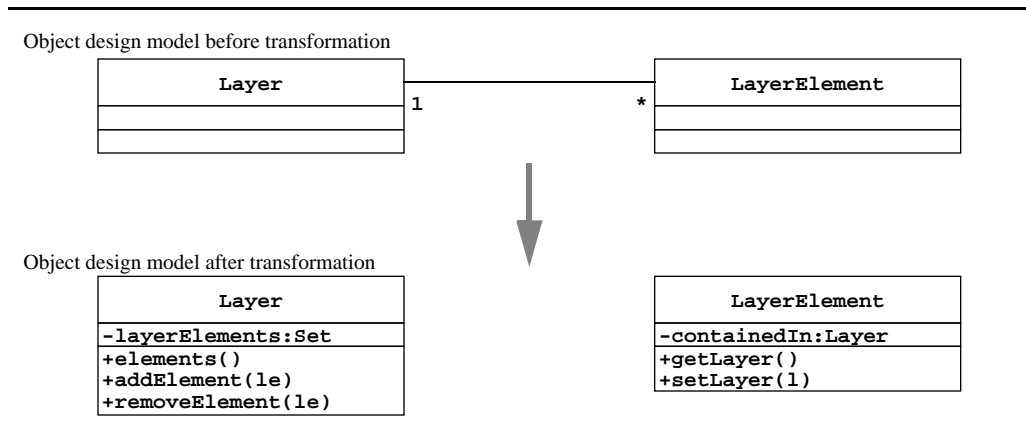 Object design model before transformation
Layer
LayerElement
1
*
Object design model after transformation
Layer
LayerElement
-layerElements:Set
-containedIn:Layer
+elements()
+getLayer()
+addElement(le)
+setLayer(l)
+removeElement(le)